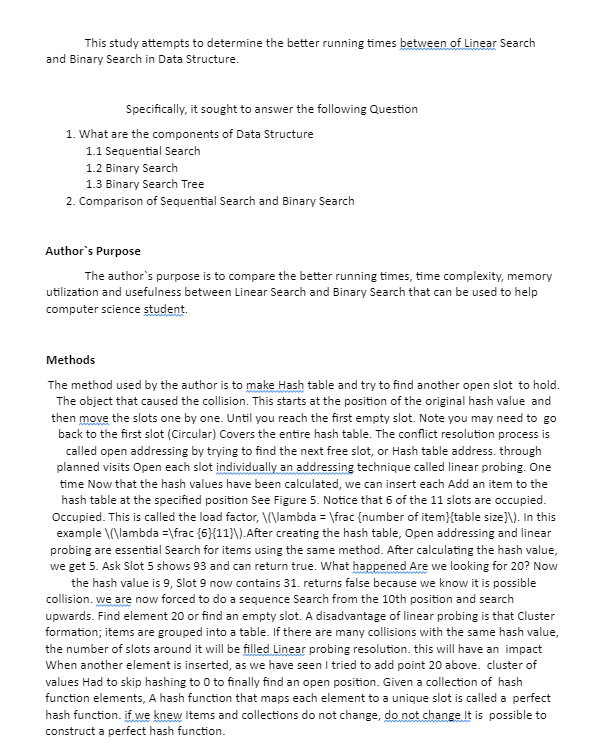 This study attempts to determine the better running times between of Linear Search
and Binary Search in Data Structure.
Specifically, it sought to answer the following Question
1. What are the components of Data Structure
1.1 Sequential Search
1.2 Binary Search
1.3 Binary Search Tree
2. Comparison of Sequential Search and Binary Search
Author`s Purpose
The author`s purpose is to compare the better running times, time complexity, memory
utilization and usefulness between Linear Search and Binary Search that can be used to help
computer science student.
Methods
The method used by the author is to make Hash table and try to find another open slot to hold.
The object that caused the collision. This starts at the position of the original hash value and
then move the slots one by one. Until you reach the first empty slot. Note you may need to go
back to the first slot (Circular) Covers the entire hash table. The conflict resolution process is
called open addressing by trying to find the next free slot, or Hash table address. through
planned visits Open each slot individually an addressing technique called linear probing. One
time Now that the hash values have been calculated, we can insert each Add an item to the
hash table at the specified position See Figure 5. Notice that 6 of the 11 slots are occupied.
Occupied. This is called the load factor, \(\lambda = \frac {number of item}{table size}\). In this
example \(\lambda =\frac {6}{11}\).After creating the hash table, Open addressing and linear
probing are essential Search for items using the same method. After calculating the hash value,
we get 5. Ask Slot 5 shows 93 and can return true. What happened Are we looking for 20? Now
the hash value is 9, Slot 9 now contains 31. returns false because we know it is possible
collision. we are now forced to do a sequence Search from the 10th position and search
upwards. Find element 20 or find an empty slot. A disadvantage of linear probing is that Cluster
formation; items are grouped into a table. If there are many collisions with the same hash value,
the number of slots around it will be filled Linear probing resolution. this will have an impact
When another element is inserted, as we have seen I tried to add point 20 above. cluster of
values Had to skip hashing to 0 to finally find an open position. Given a collection of hash
function elements, A hash function that maps each element to a unique slot is called a perfect
hash function. if we knew Items and collections do not change, do not change It is possible to
construct a perfect hash function.